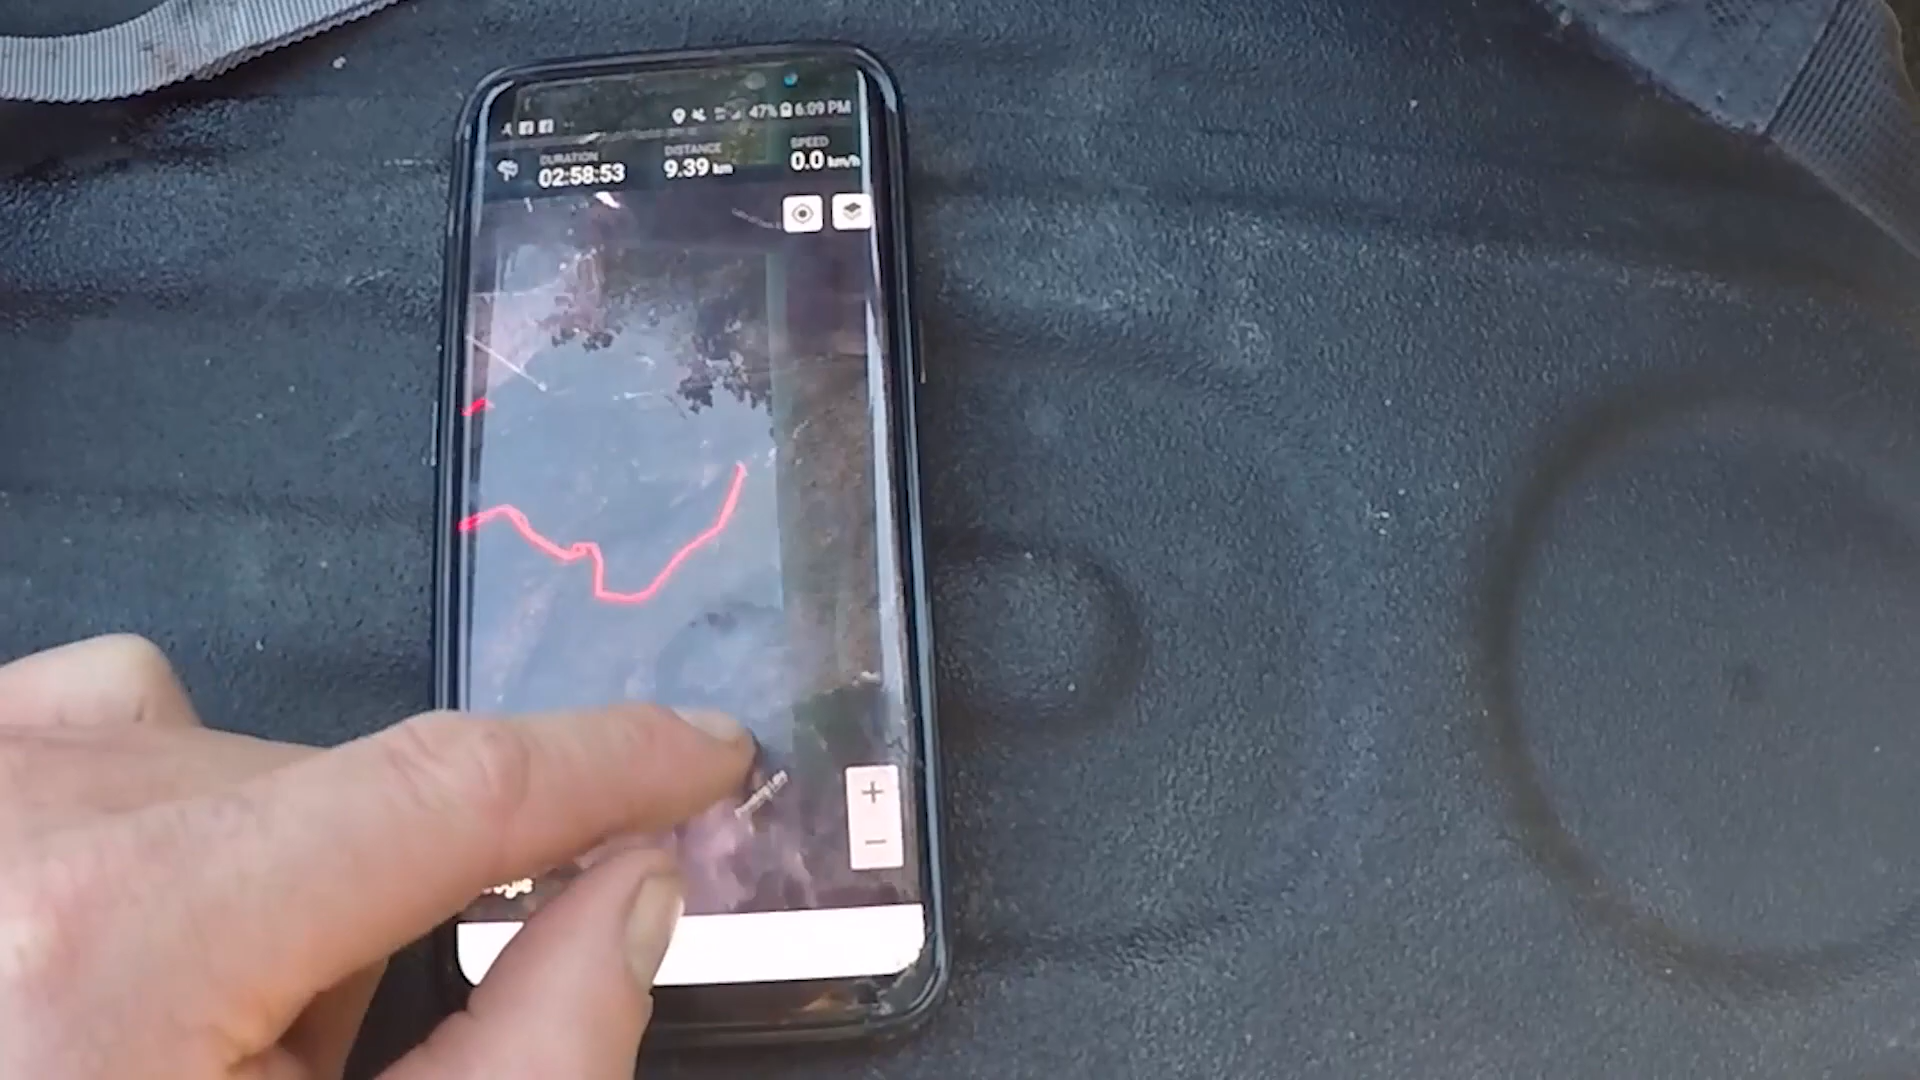 47% 6:09 PM
DURATION DISTANCE SPEED
02:58:53 9.39 km 0.0 km/h
+
−